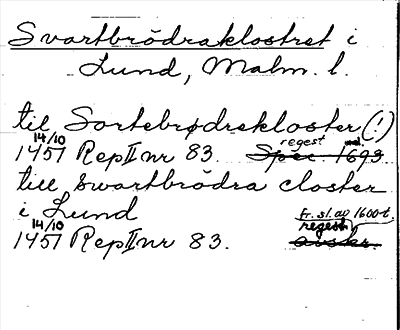 Svartbrödraklostret i
Lund, Malm. l.
til Sortebrødrekloster (!)
14/10 regest
1457 Rep II nr 83. Spec 1693
till Swartbrödra closter
i Lund
14/10 fr. sl. av 1600-t.
1457 Rep II nr 83. regest
avskr.